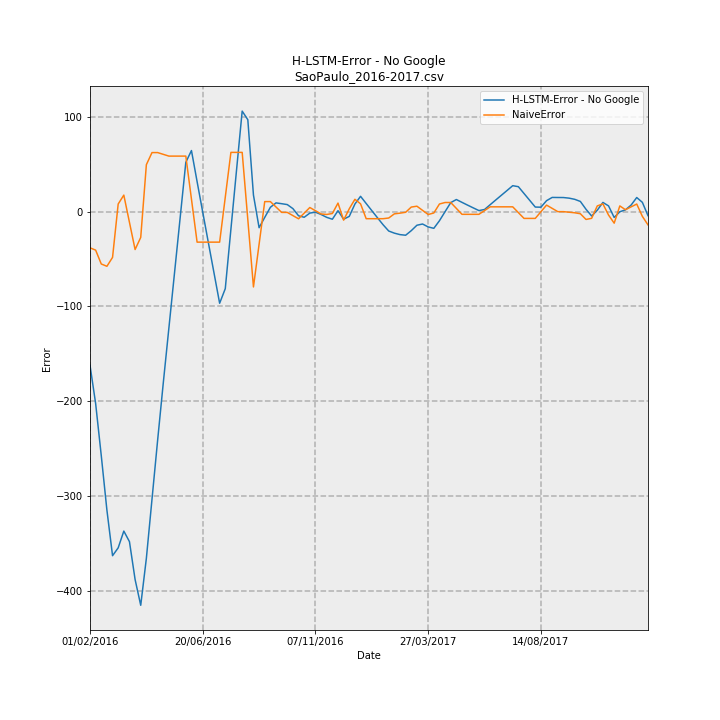 H-LSTM-Error - No Google
SaoPaulo_2016-2017.csv
H-LSTM-Error - No Google
NaiveError
100
0
−100
−200
−300
−400
Error
01/02/2016
20/06/2016
07/11/2016
27/03/2017
14/08/2017
Date